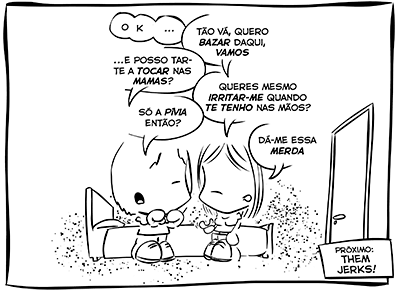 O K ...
TÃO VÁ, QUERO
BAZAR DAQUI,
VAMOS
...E POSSO TAR-
TE A TOCAR NAS
MAMAS?
QUERES MESMO
IRRITAR-ME QUANDO
TE TENHO NAS MÃOS?
SÓ A PÍVIA
ENTÃO?
DÁ-ME ESSA
MERDA
PRÓXIMO:
THEM
JERKS!